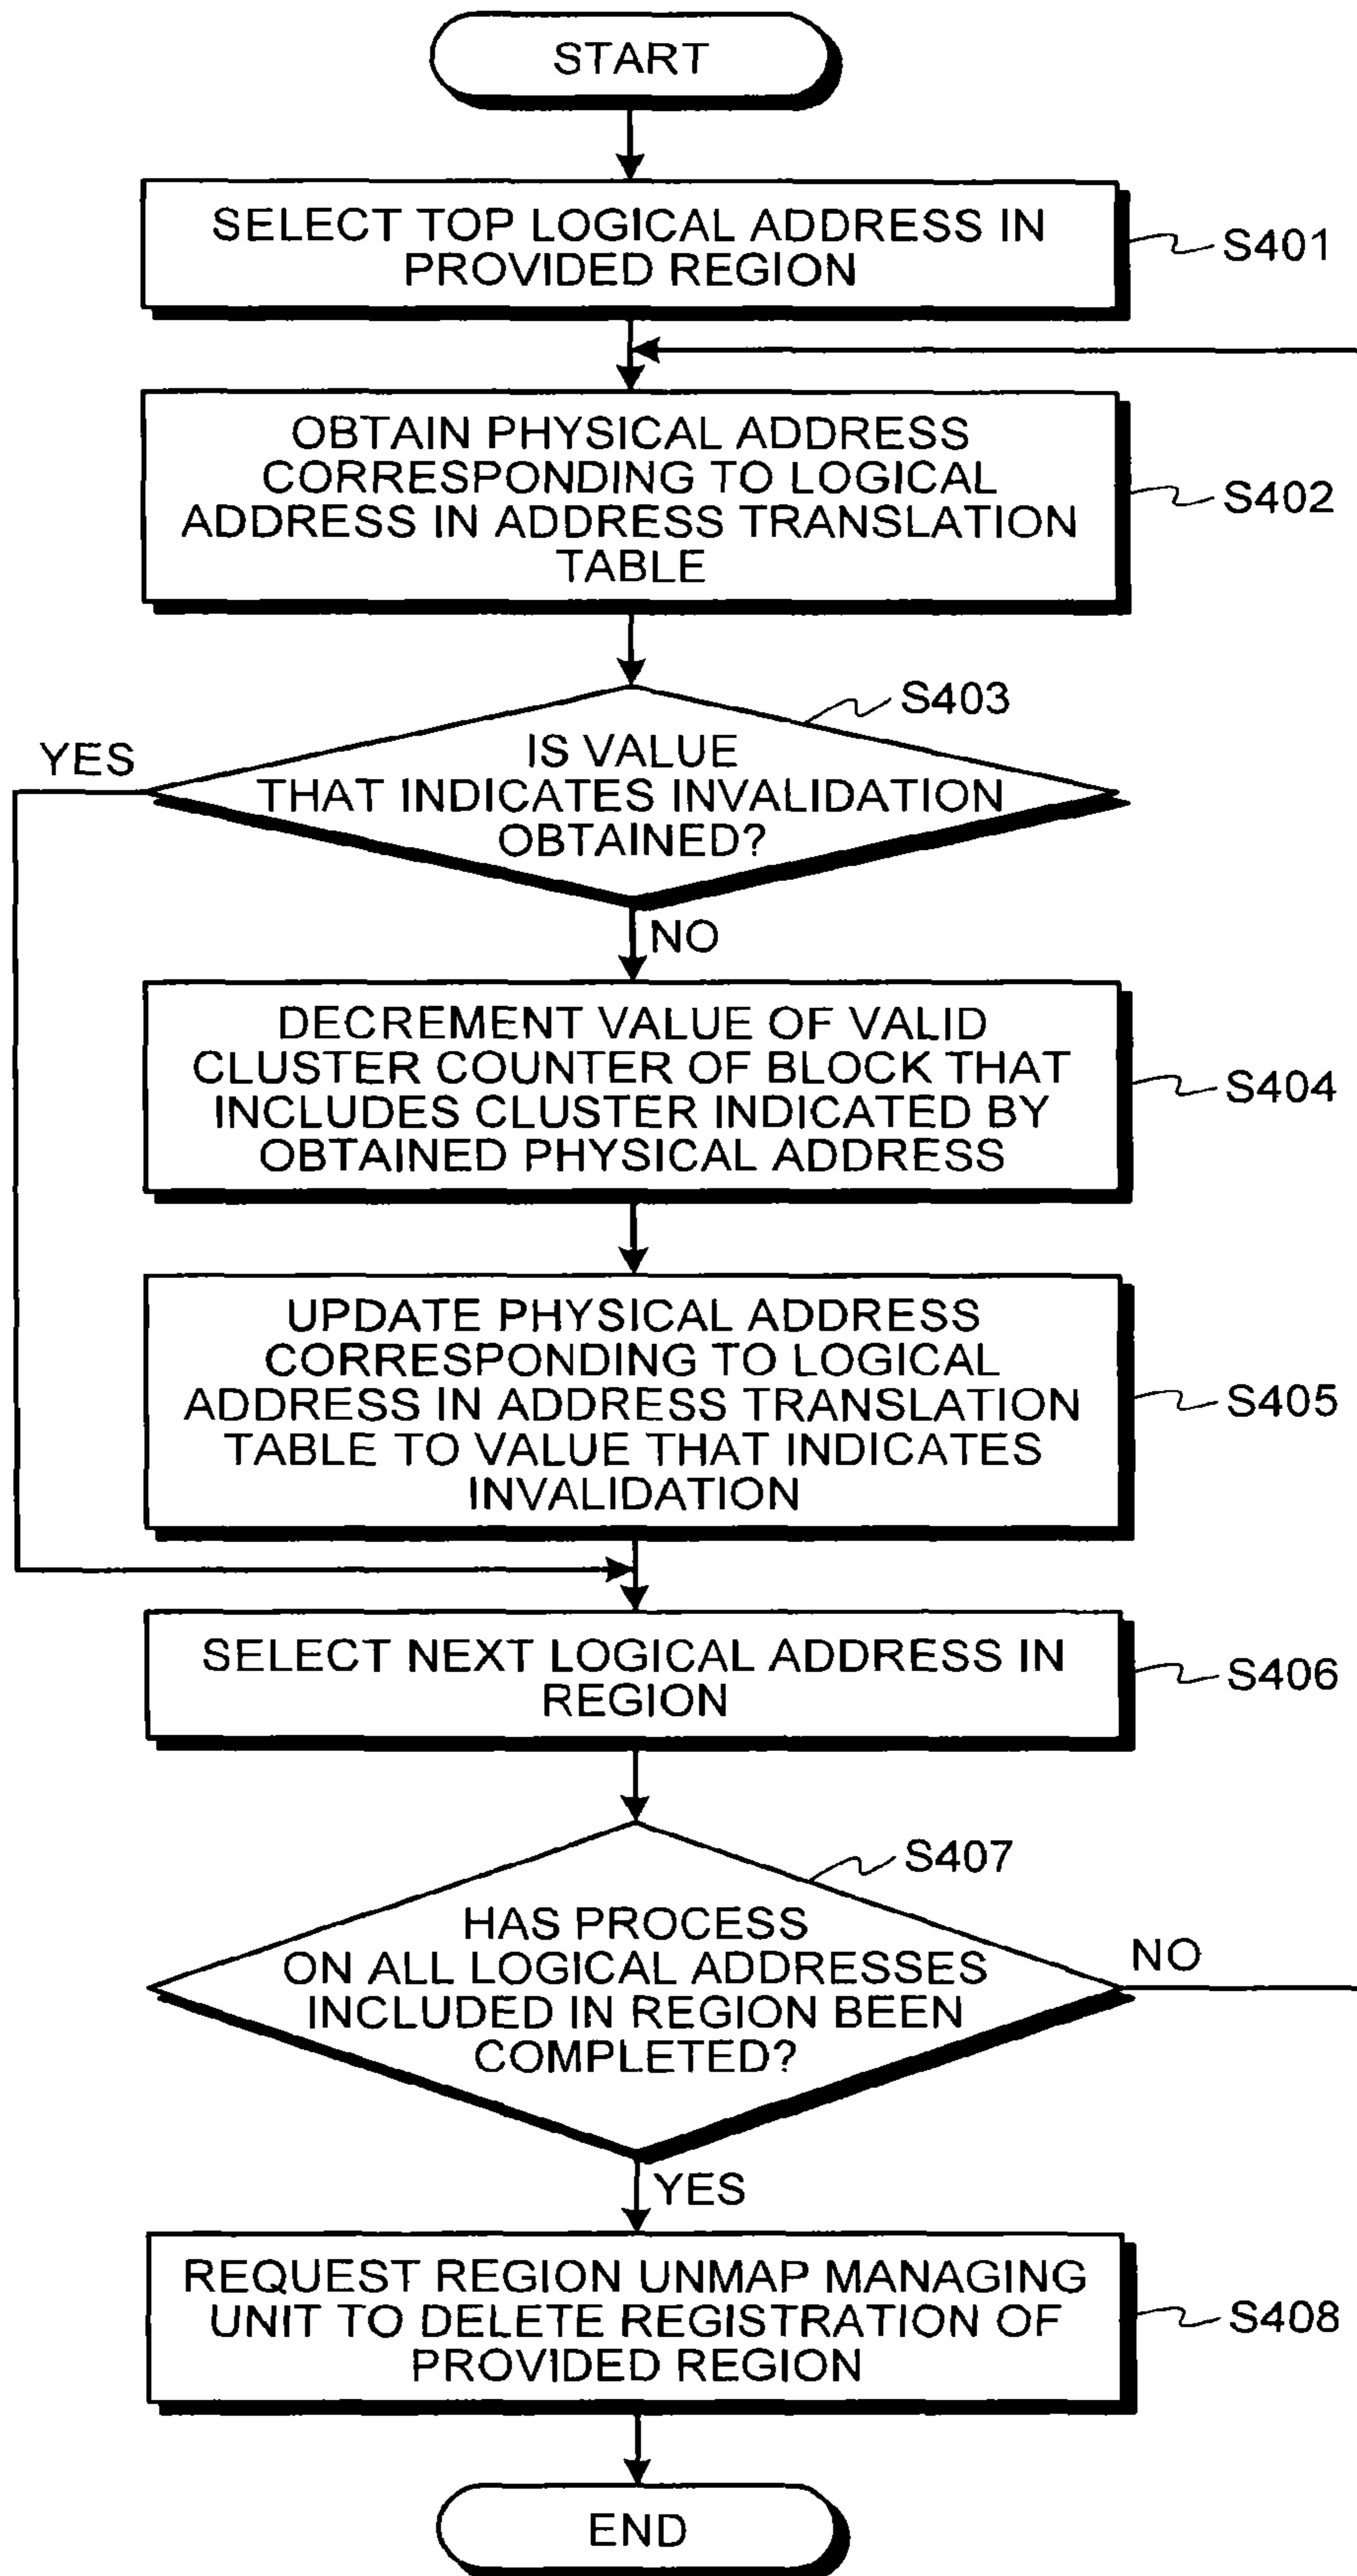 START
SELECT TOP LOGICAL ADDRESS IN
PROVIDED REGION
S401
OBTAIN PHYSICAL ADDRESS
CORRESPONDING TO LOGICAL
ADDRESS IN ADDRESS TRANSLATION
TABLE
S402
S403
IS VALUE
THAT INDICATES INVALIDATION
OBTAINED?
YES
NO
DECREMENT VALUE OF VALID
CLUSTER COUNTER OF BLOCK THAT
INCLUDES CLUSTER INDICATED BY
OBTAINED PHYSICAL ADDRESS
S404
UPDATE PHYSICAL ADDRESS
CORRESPONDING TO LOGICAL
ADDRESS IN ADDRESS TRANSLATION
TABLE TO VALUE THAT INDICATES
INVALIDATION
S405
SELECT NEXT LOGICAL ADDRESS IN
REGION
S406
S407
HAS PROCESS
ON ALL LOGICAL ADDRESSES
INCLUDED IN REGION BEEN
COMPLETED?
NO
YES
REQUEST REGION UNMAP MANAGING
UNIT TO DELETE REGISTRATION OF
PROVIDED REGION
S408
END